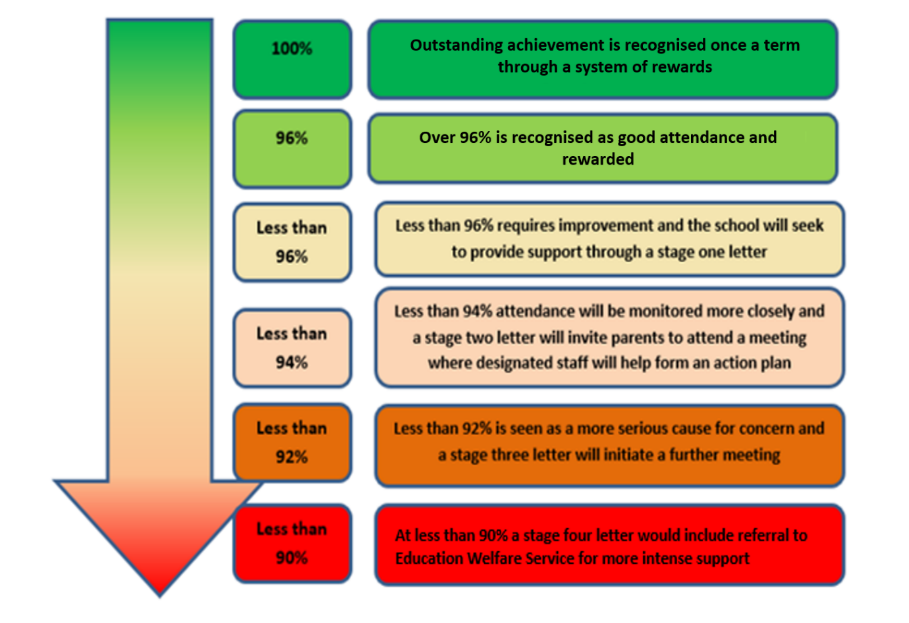 100%
Outstanding achievement is recognised once a term
through a system of rewards
96%
Over 96% is recognised as good attendance and
rewarded
Less than
96%
Less than 96% requires improvement and the school will seek
to provide support through a stage one letter
Less than
94%
Less than 94% attendance will be monitored more closely and
a stage two letter will invite parents to attend a meeting
where designated staff will help form an action plan
Less than
92%
Less than 92% is seen as a more serious cause for concern and
a stage three letter will initiate a further meeting
Less than
90%
At less than 90% a stage four letter would include referral to
Education Welfare Service for more intense support